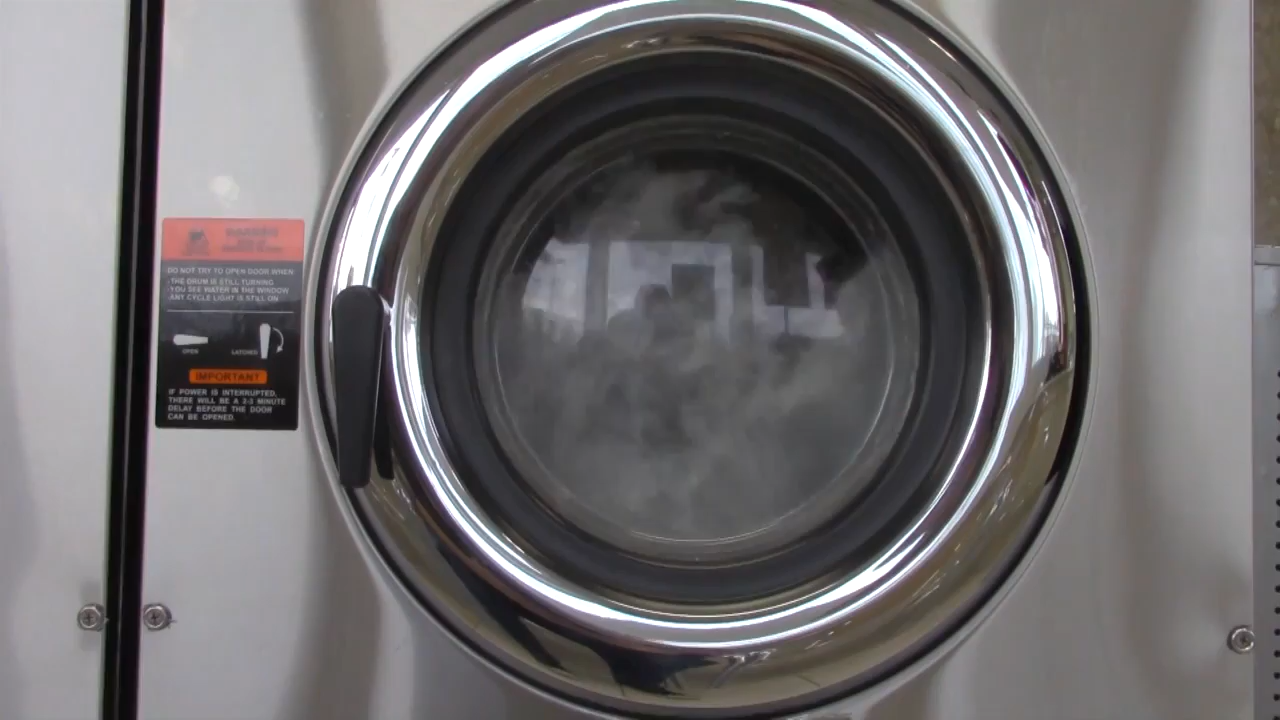 DO NOT TRY TO OPEN DOOR WHEN
-THE DRUM IS STILL TURNING
-YOU SEE WATER IN THE WINDOW
-ANY CYCLE LIGHT IS STILL ON
OPEN
LATCHED
IMPORTANT
IF POWER IS INTERRUPTED,
THERE WILL BE A 2-3 MINUTE
DELAY BEFORE THE DOOR
CAN BE OPENED.